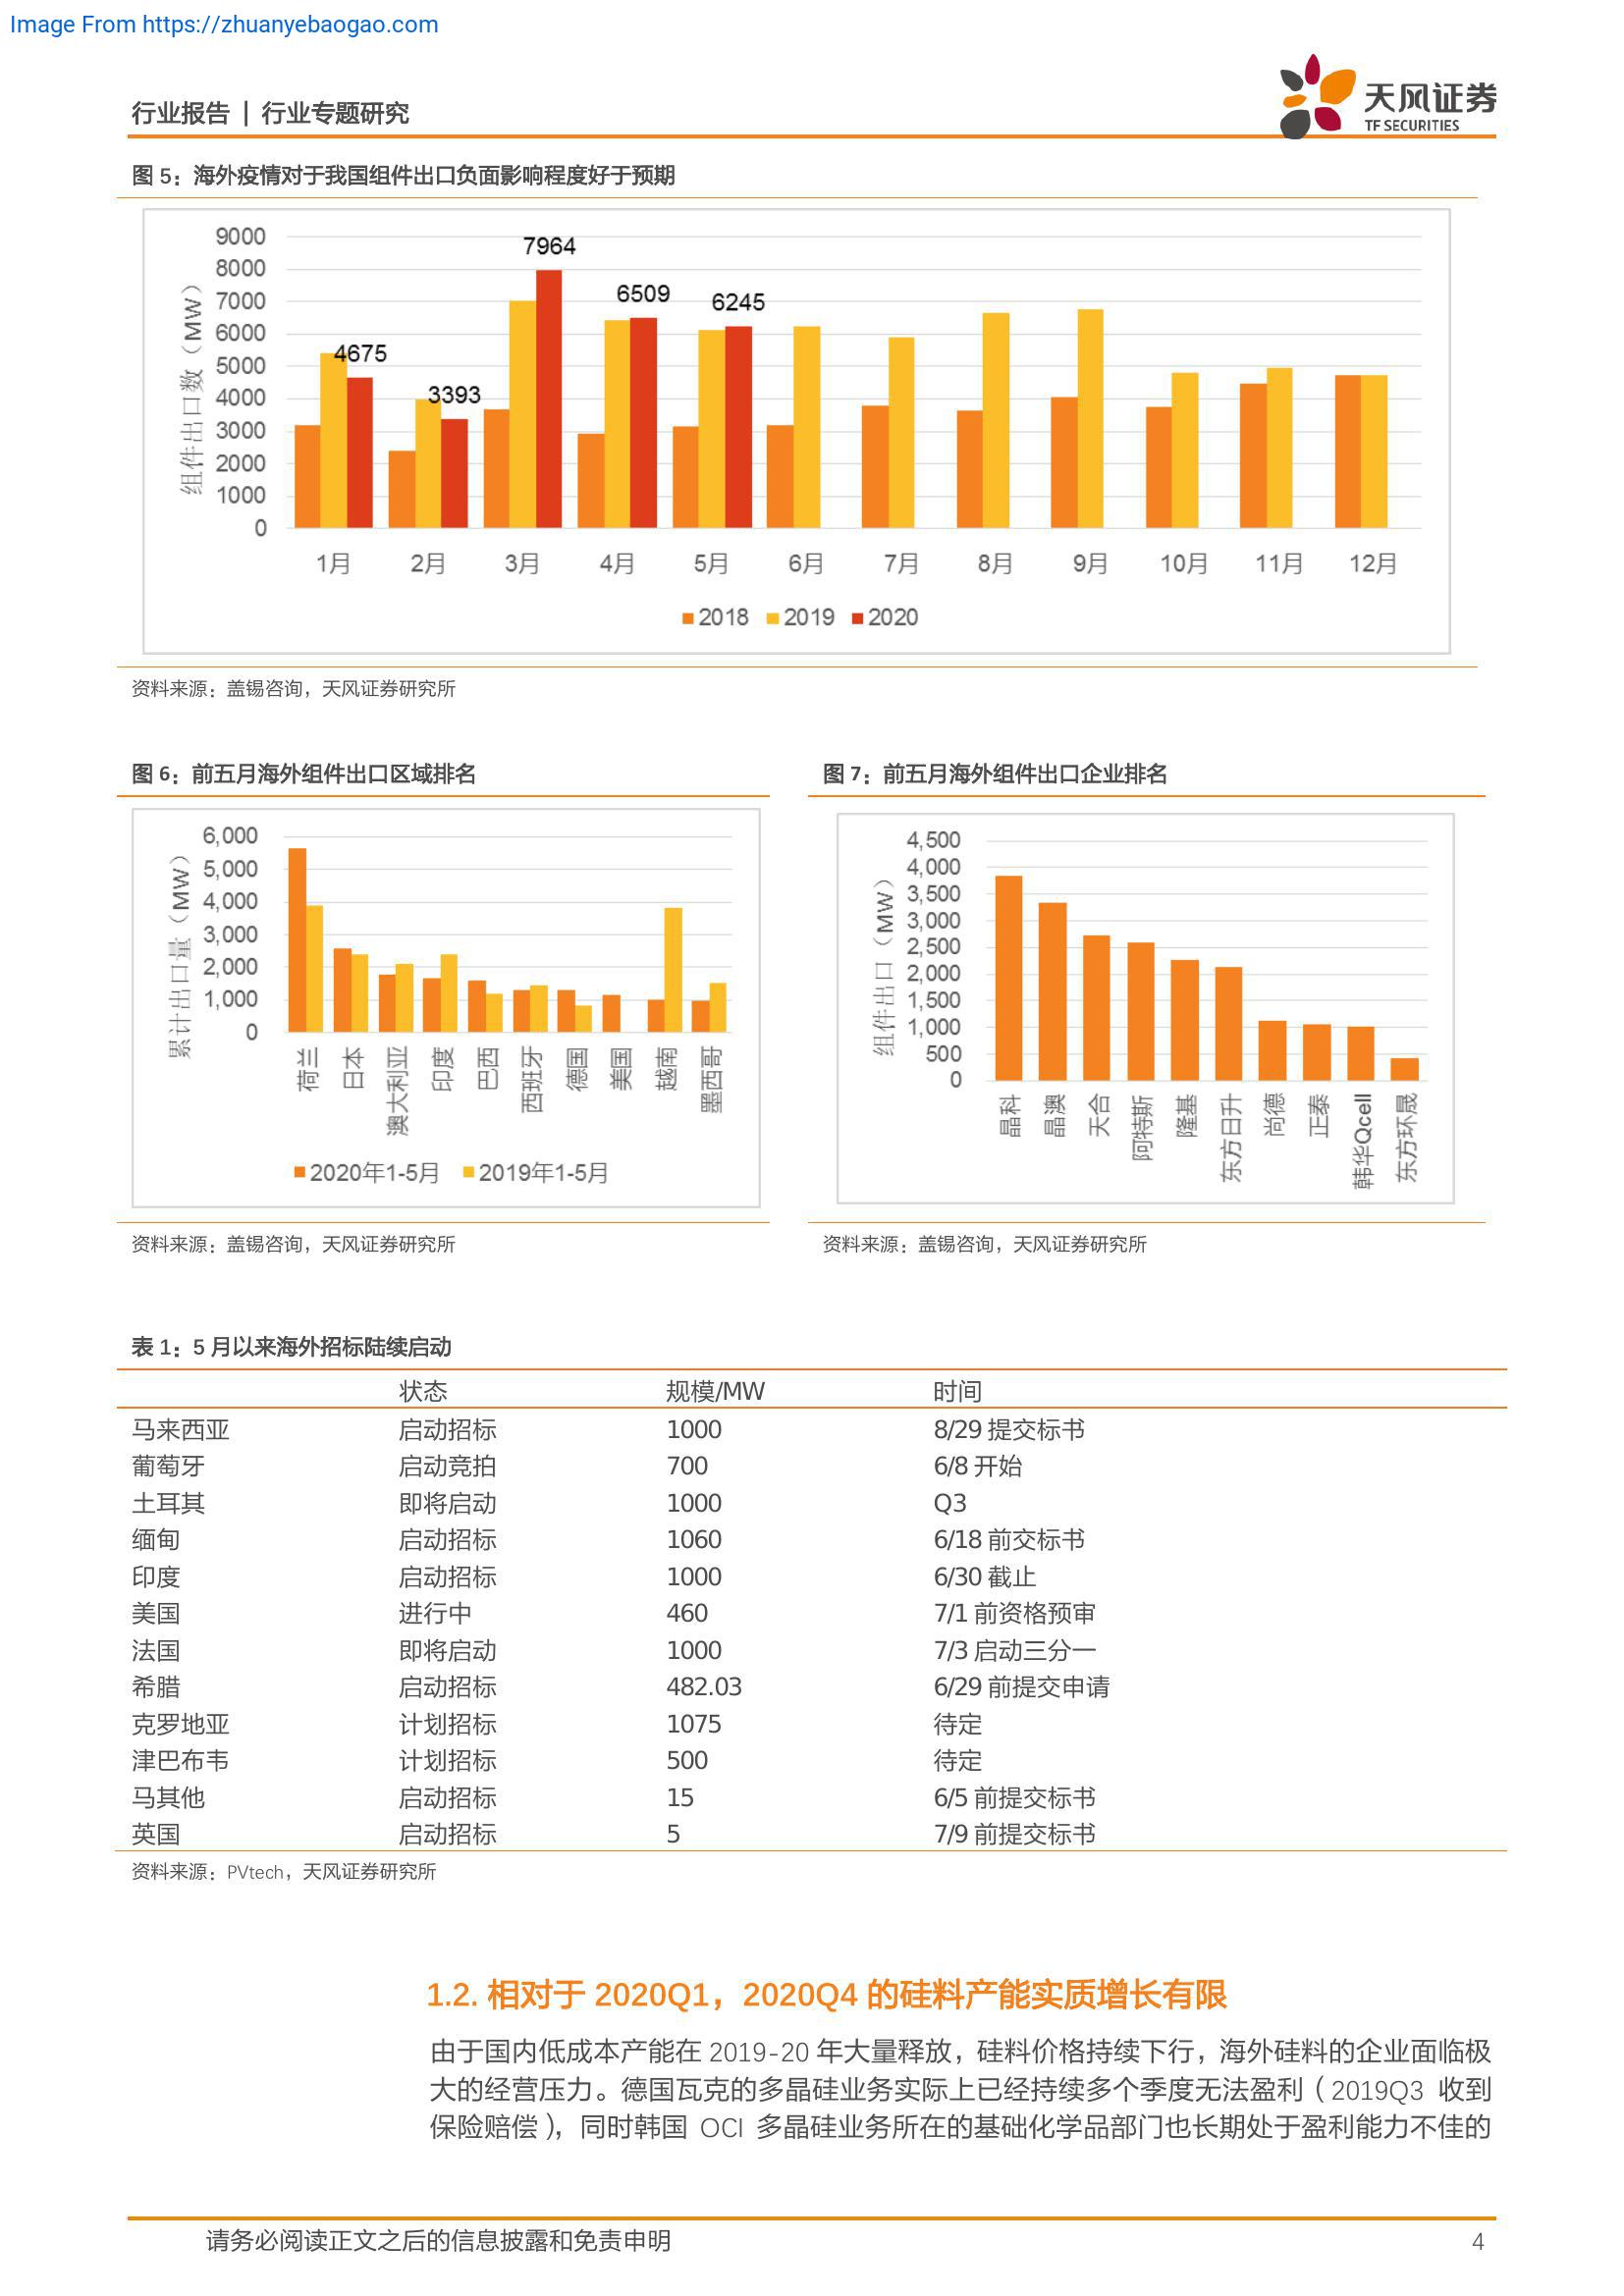 Image From https://zhuanyebaogao.com
行业报告 | 行业专题研究
天风证券
TF SECURITIES
图 5：海外疫情对于我国组件出口负面影响程度好于预期
组件出口数（MW）
9000
8000
7000
6000
5000
4000
3000
2000
1000
0
4675
3393
7964
6509
6245
1月 2月 3月 4月 5月 6月 7月 8月 9月 10月 11月 12月
2018 2019 2020
资料来源：盖锡咨询，天风证券研究所
图 6：前五月海外组件出口区域排名
累计出口量（MW）
6,000
5,000
4,000
3,000
2,000
1,000
0
荷兰 日本 澳大利亚 印度 巴西 西班牙 德国 美国 越南 墨西哥
2020年1-5月 2019年1-5月
资料来源：盖锡咨询，天风证券研究所
图 7：前五月海外组件出口企业排名
组件出口（MW）
4,500
4,000
3,500
3,000
2,500
2,000
1,500
1,000
500
0
晶科 晶澳 天合 阿特斯 隆基 东方日升 尚德 正泰 韩华Qcell 东方环晟
资料来源：盖锡咨询，天风证券研究所
表 1：5 月以来海外招标陆续启动
状态 规模/MW 时间
马来西亚 启动招标 1000 8/29 提交标书
葡萄牙 启动竞拍 700 6/8 开始
土耳其 即将启动 1000 Q3
缅甸 启动招标 1060 6/18 前交标书
印度 启动招标 1000 6/30 截止
美国 进行中 460 7/1 前资格预审
法国 即将启动 1000 7/3 启动三分一
希腊 启动招标 482.03 6/29 前提交申请
克罗地亚 计划招标 1075 待定
津巴布韦 计划招标 500 待定
马其他 启动招标 15 6/5 前提交标书
英国 启动招标 5 7/9 前提交标书
资料来源：PVtech，天风证券研究所
1.2. 相对于 2020Q1，2020Q4 的硅料产能实质增长有限
由于国内低成本产能在 2019-20 年大量释放，硅料价格持续下行，海外硅料的企业面临极
大的经营压力。德国瓦克的多晶硅业务实际上已经持续多个季度无法盈利（2019Q3 收到
保险赔偿），同时韩国 OCI 多晶硅业务所在的基础化学品部门也长期处于盈利能力不佳的
请务必阅读正文之后的信息披露和免责申明 4